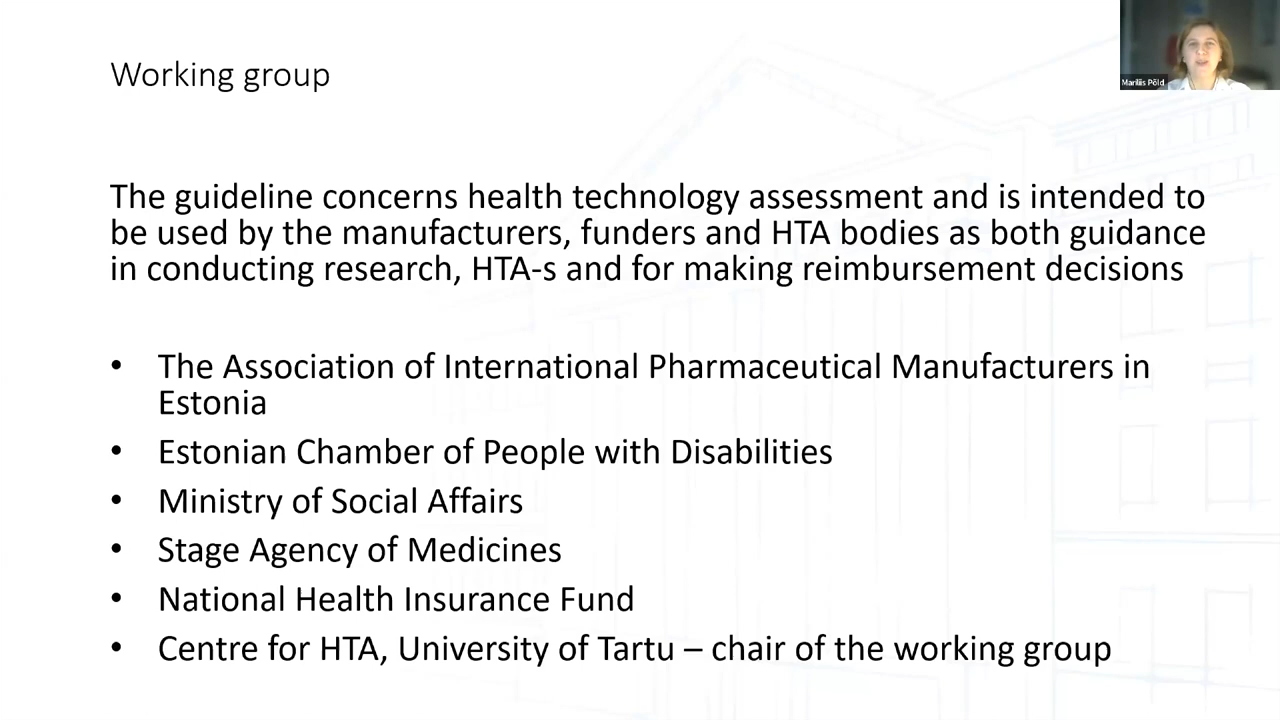 Working group
Mariliis Põld
The guideline concerns health technology assessment and is intended to
be used by the manufacturers, funders and HTA bodies as both guidance
in conducting research, HTA-s and for making reimbursement decisions
• The Association of International Pharmaceutical Manufacturers in
Estonia
• Estonian Chamber of People with Disabilities
• Ministry of Social Affairs
• Stage Agency of Medicines
• National Health Insurance Fund
• Centre for HTA, University of Tartu – chair of the working group